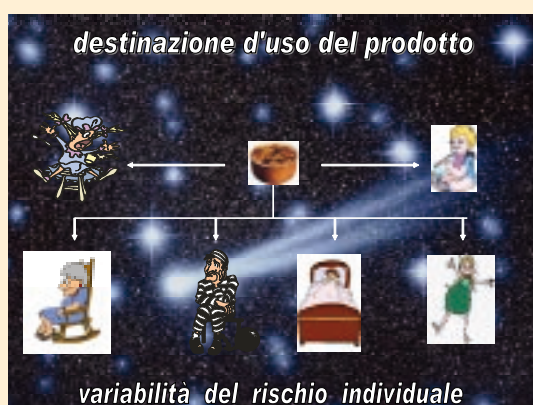 destinazione d'uso del prodotto
variabilità del rischio individuale